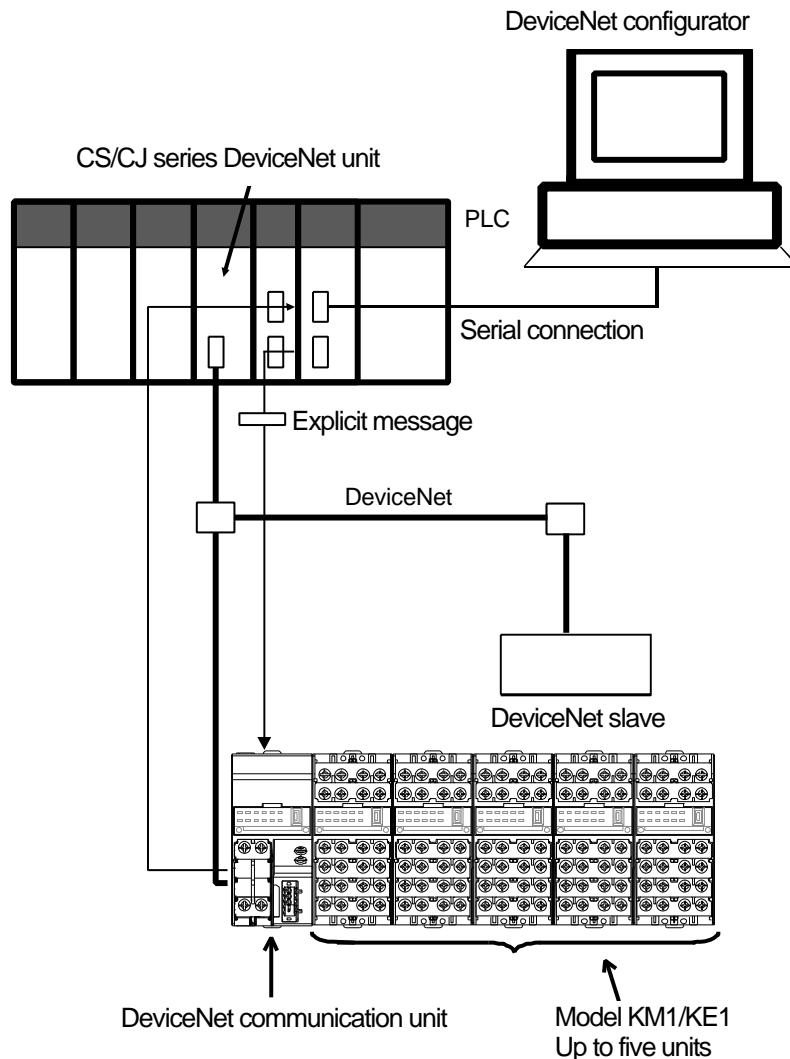 DeviceNet configurator
CS/CJ series DeviceNet unit
PLC
Serial connection
Explicit message
DeviceNet
DeviceNet slave
DeviceNet communication unit
Model KM1/KE1
Up to five units